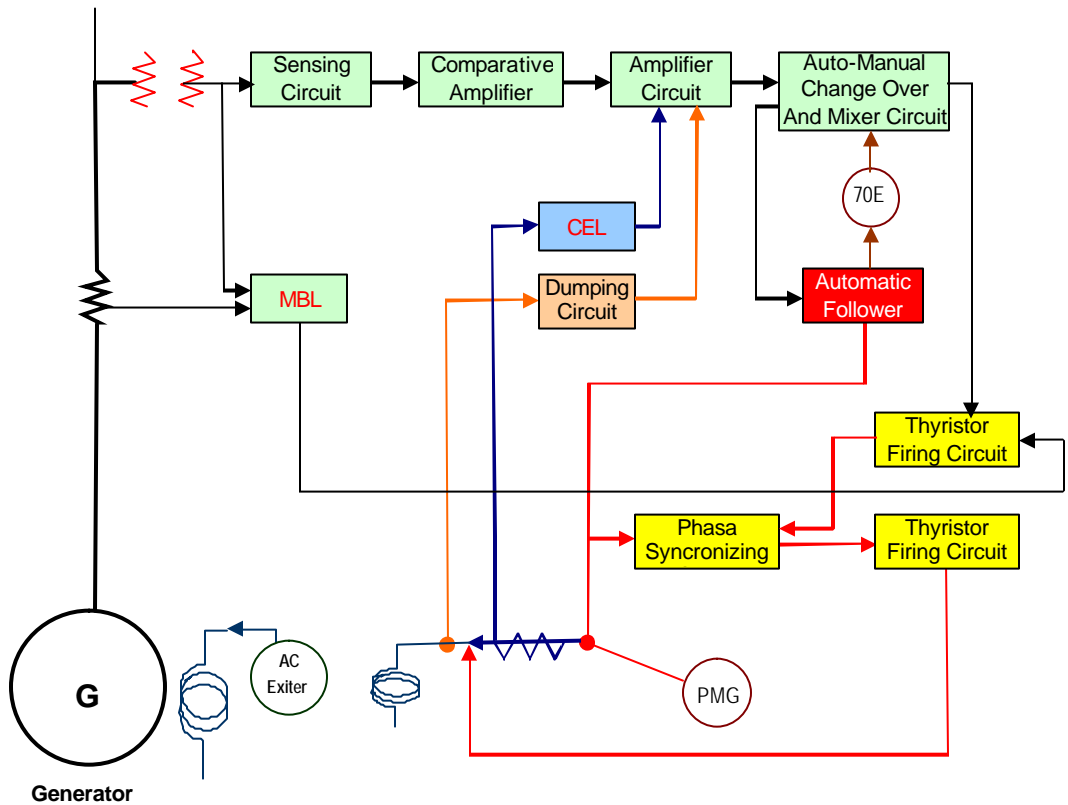 Sensing
Circuit
Comparative
Amplifier
Amplifier
Circuit
Auto-Manual
Change Over
And Mixer Circuit
70E
CEL
MBL
Dumping
Circuit
Automatic
Follower
Thyristor
Firing Circuit
Phasa
Syncronizing
Thyristor
Firing Circuit
G
AC
Exiter
PMG
Generator